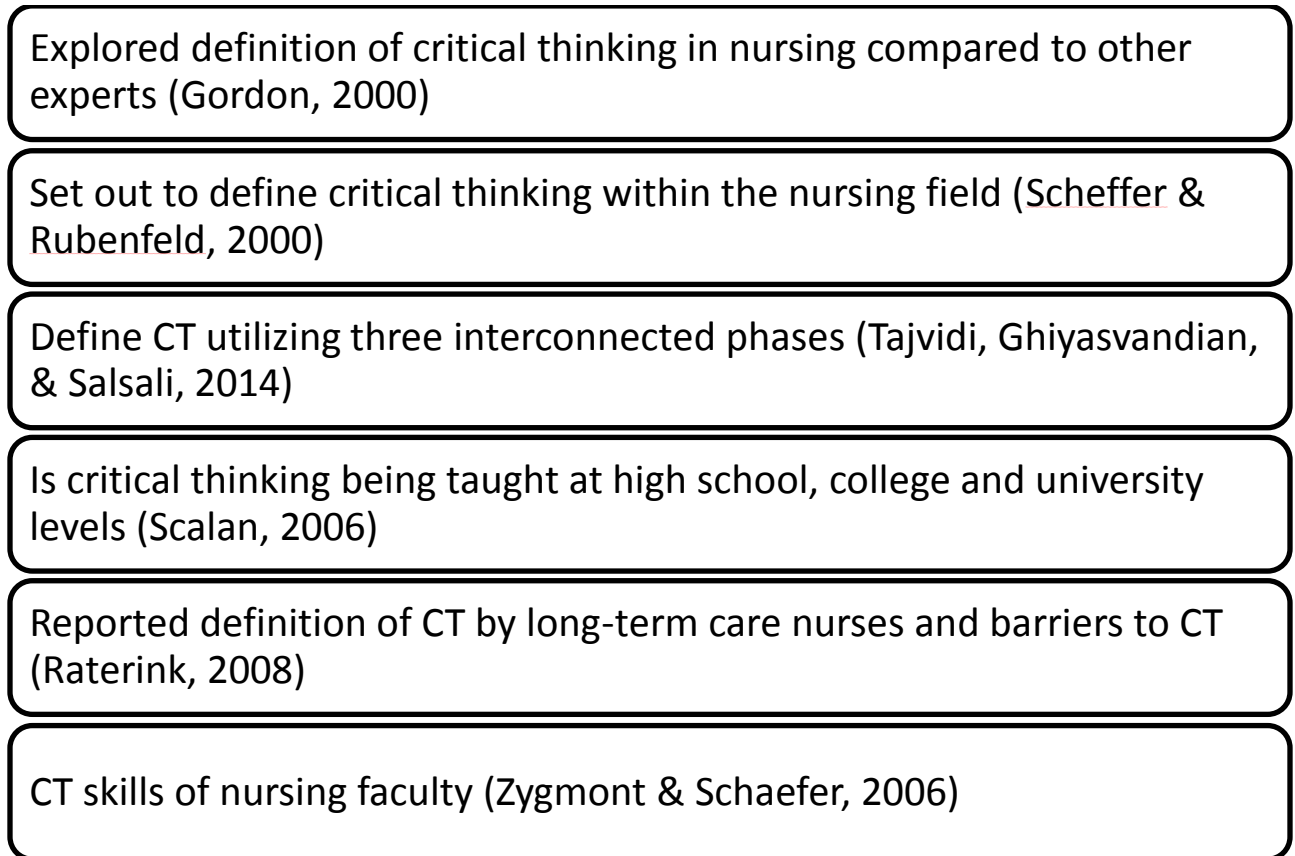 Explored definition of critical thinking in nursing compared to other
experts (Gordon, 2000)
Set out to define critical thinking within the nursing field (Scheffer &
Rubenfeld, 2000)
Define CT utilizing three interconnected phases (Tajvidi, Ghiyasvandian,
& Salsali, 2014)
Is critical thinking being taught at high school, college and university
levels (Scalan, 2006)
Reported definition of CT by long-term care nurses and barriers to CT
(Raterink, 2008)
CT skills of nursing faculty (Zygmont & Schaefer, 2006)